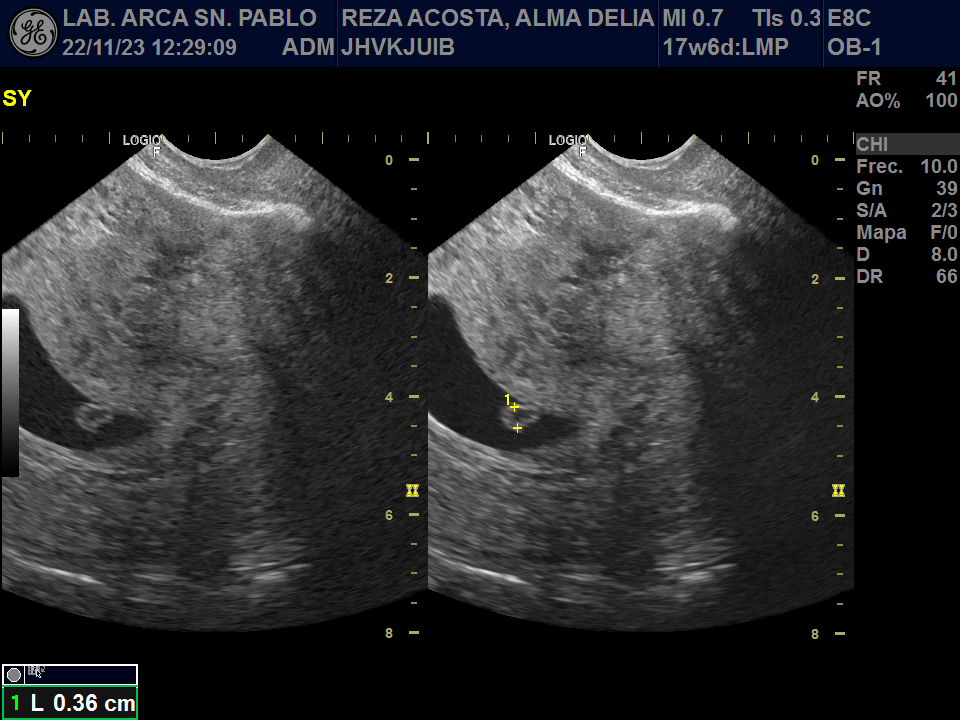 LAB. ARCA SN. PABLO
22/11/23 12:29:09 ADM
REZA ACOSTA, ALMA DELIA
JHVKJUIB
MI 0.7 TIs 0.3
17w6d:LMP
E8C
OB-1
FR 41
AO% 100
SY
CHI
Frec. 10.0
Gn 39
S/A 2/3
Mapa F/0
D 8.0
DR 66
LOGIQ
F
0
2
4
6
8
LOGIQ
F
0
2
4
6
8
1
1 L 0.36 cm